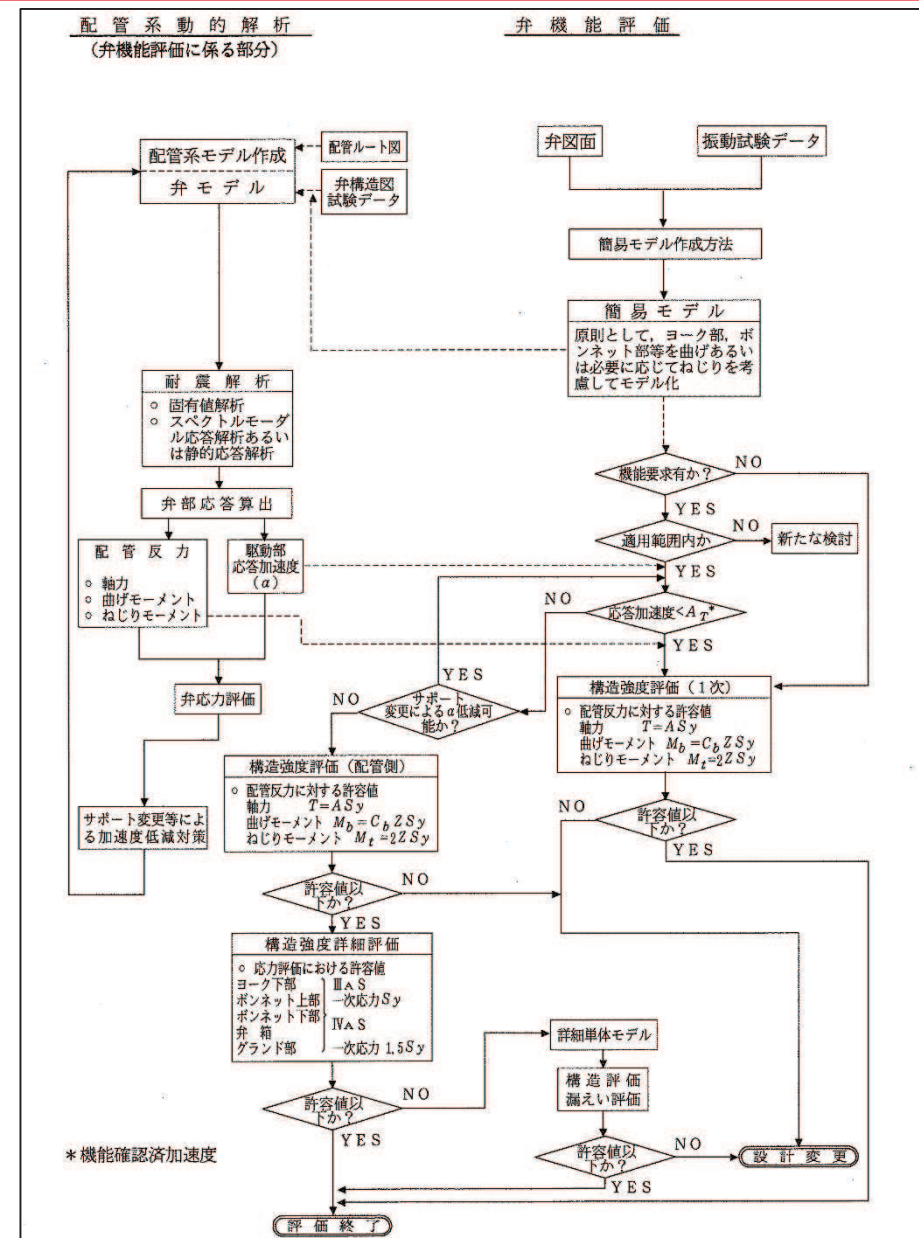 配管系動的解析
(弁機能評価に係る部分)
弁機能評価
配管系モデル作成
弁モデル
配管ルート図
弁構造図
試験データ
弁図面
振動試験データ
簡易モデル作成方法
簡易モデル
原則として，ヨーク部，ボ
ンネット部等を曲げあるい
は必要に応じてねじりを考
慮してモデル化
耐震解析
○ 固有値解析
○ スペクトルモーダ
ル応答解析あるい
は静的応答解析
機能要求有か？
NO
YES
弁部応答算出
適用範囲内か
NO
新たな検討
YES
配管反力
○ 軸力
○ 曲げモーメント
○ ねじりモーメント
駆動部
応答加速度
(α)
応答加速度<A_T*
NO
YES
弁応力評価
サポート
変更によるα低減可
能か？
YES
NO
構造強度評価（1次）
○ 配管反力に対する許容値
軸力 T=ASy
曲げモーメント M_b=C_b Z Sy
ねじりモーメント M_t=2ZSy
構造強度評価（配管側）
○ 配管反力に対する許容値
軸力 T=ASy
曲げモーメント M_b=C_b Z Sy
ねじりモーメント M_t=2ZSy
サポート変更等によ
る加速度低減対策
許容値以
下か？
NO
YES
許容値以
下か？
NO
YES
構造強度詳細評価
○ 応力評価における許容値
ヨーク下部 ⅢAS
ボンネット上部 一次応力Sy
ボンネット下部
弁箱 ⅣAS
グランド部 一次応力 1.5Sy
詳細単体モデル
構造評価
漏えい評価
許容値以
下か？
NO
YES
許容値以
下か？
NO
YES
設計変更
*機能確認済加速度
評価終了